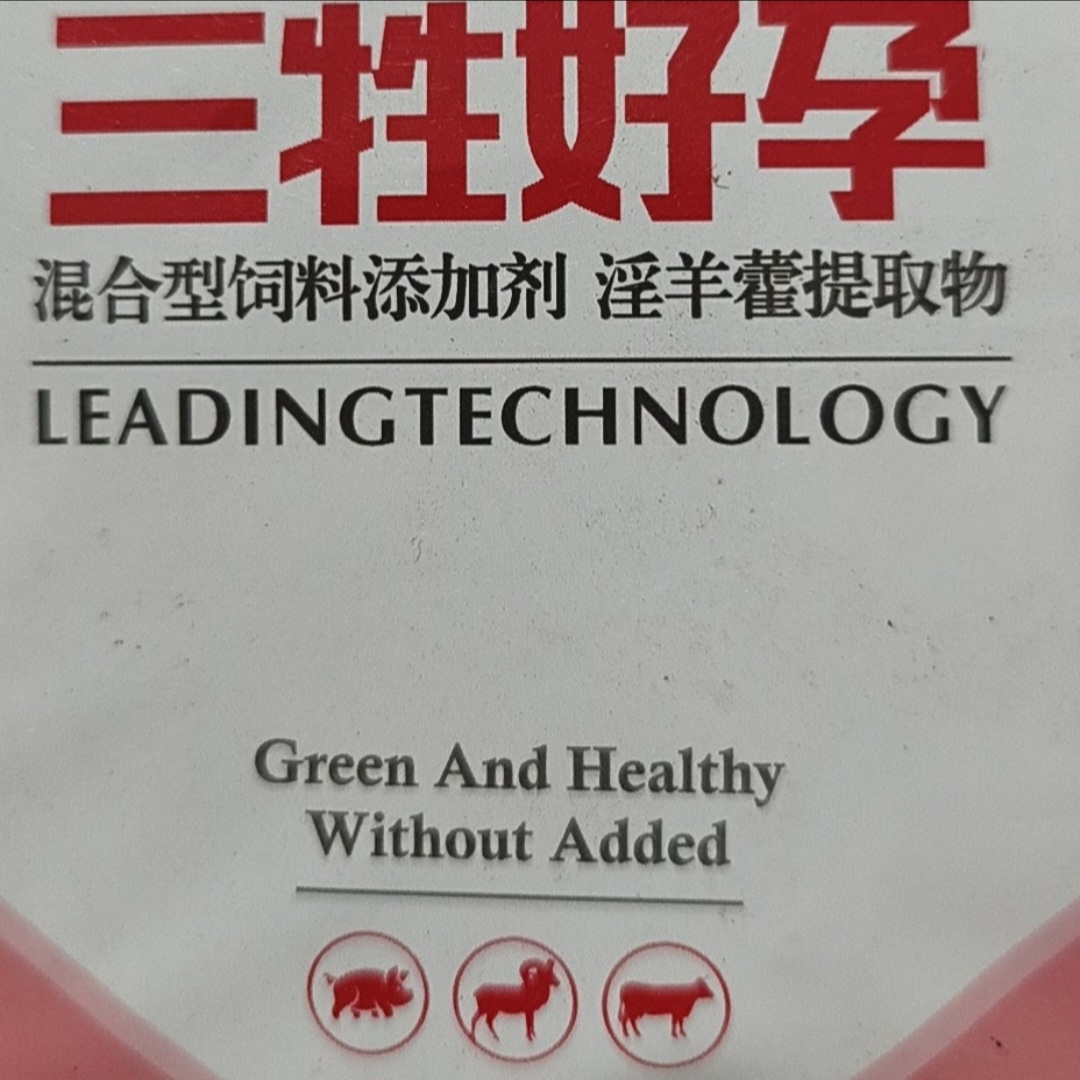 三牲好孕
混合型饲料添加剂 淫羊藿提取物
LEADINGTECHNOLOGY
Green And Healthy
Without Added